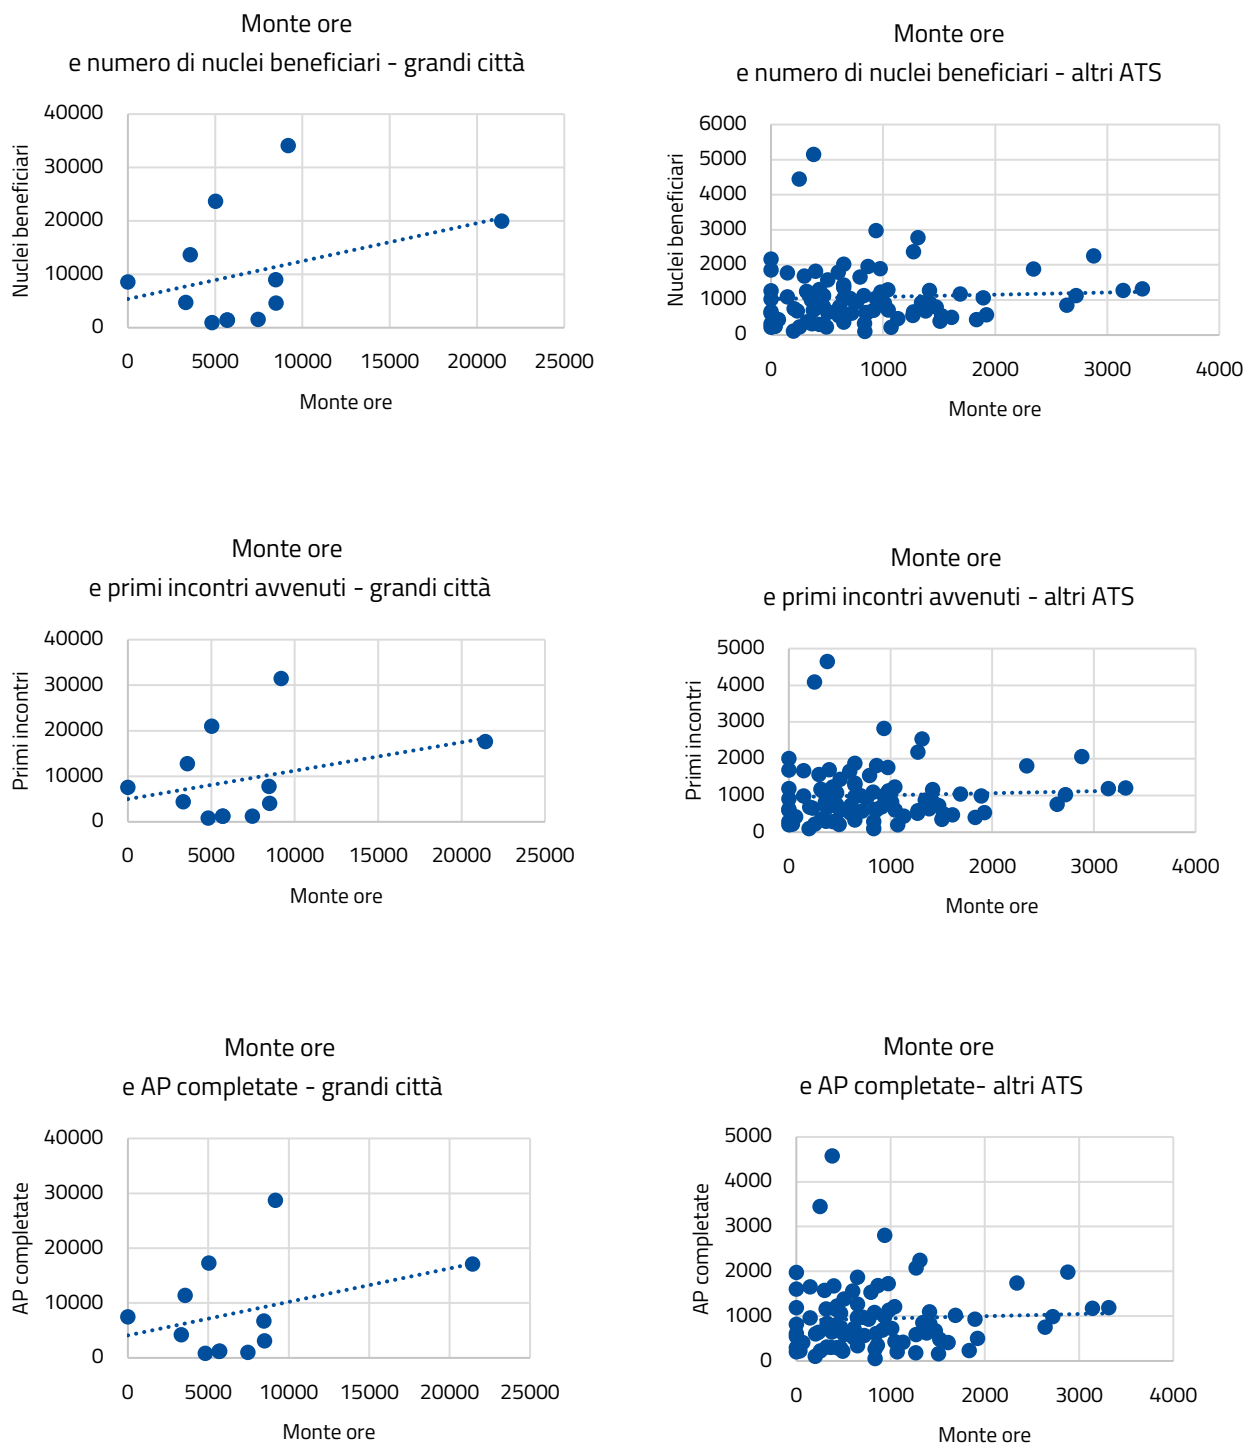 Monte ore
e numero di nuclei beneficiari - grandi città
40000
30000
20000
10000
0
Nuclei beneficiari
0 5000 10000 15000 20000 25000
Monte ore
Monte ore
e numero di nuclei beneficiari - altri ATS
6000
5000
4000
3000
2000
1000
0
Nuclei beneficiari
0 1000 2000 3000 4000
Monte ore
Monte ore
e primi incontri avvenuti - grandi città
40000
30000
20000
10000
0
Primi incontri
0 5000 10000 15000 20000 25000
Monte ore
Monte ore
e primi incontri avvenuti - altri ATS
5000
4000
3000
2000
1000
0
Primi incontri
0 1000 2000 3000 4000
Monte ore
Monte ore
e AP completate - grandi città
40000
30000
20000
10000
0
AP completate
0 5000 10000 15000 20000 25000
Monte ore
Monte ore
e AP completate- altri ATS
5000
4000
3000
2000
1000
0
AP completate
0 1000 2000 3000 4000
Monte ore